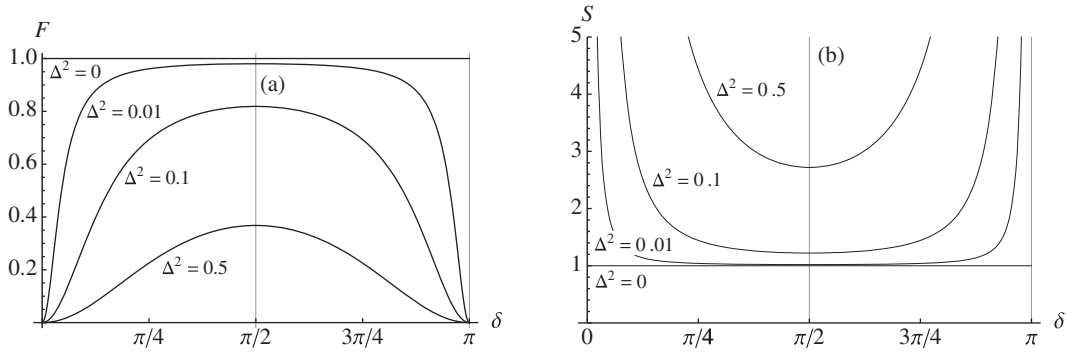 F
1.0
Δ² = 0
(a)
0.8
Δ² = 0.01
0.6
Δ² = 0.1
0.4
0.2
Δ² = 0.5
π/4
π/2
3π/4
π
δ
S
5
(b)
4
Δ² = 0 .5
3
2
Δ² = 0 .1
Δ² = 0 .01
1
Δ² = 0
0
π/4
π/2
3π/4
π
δ